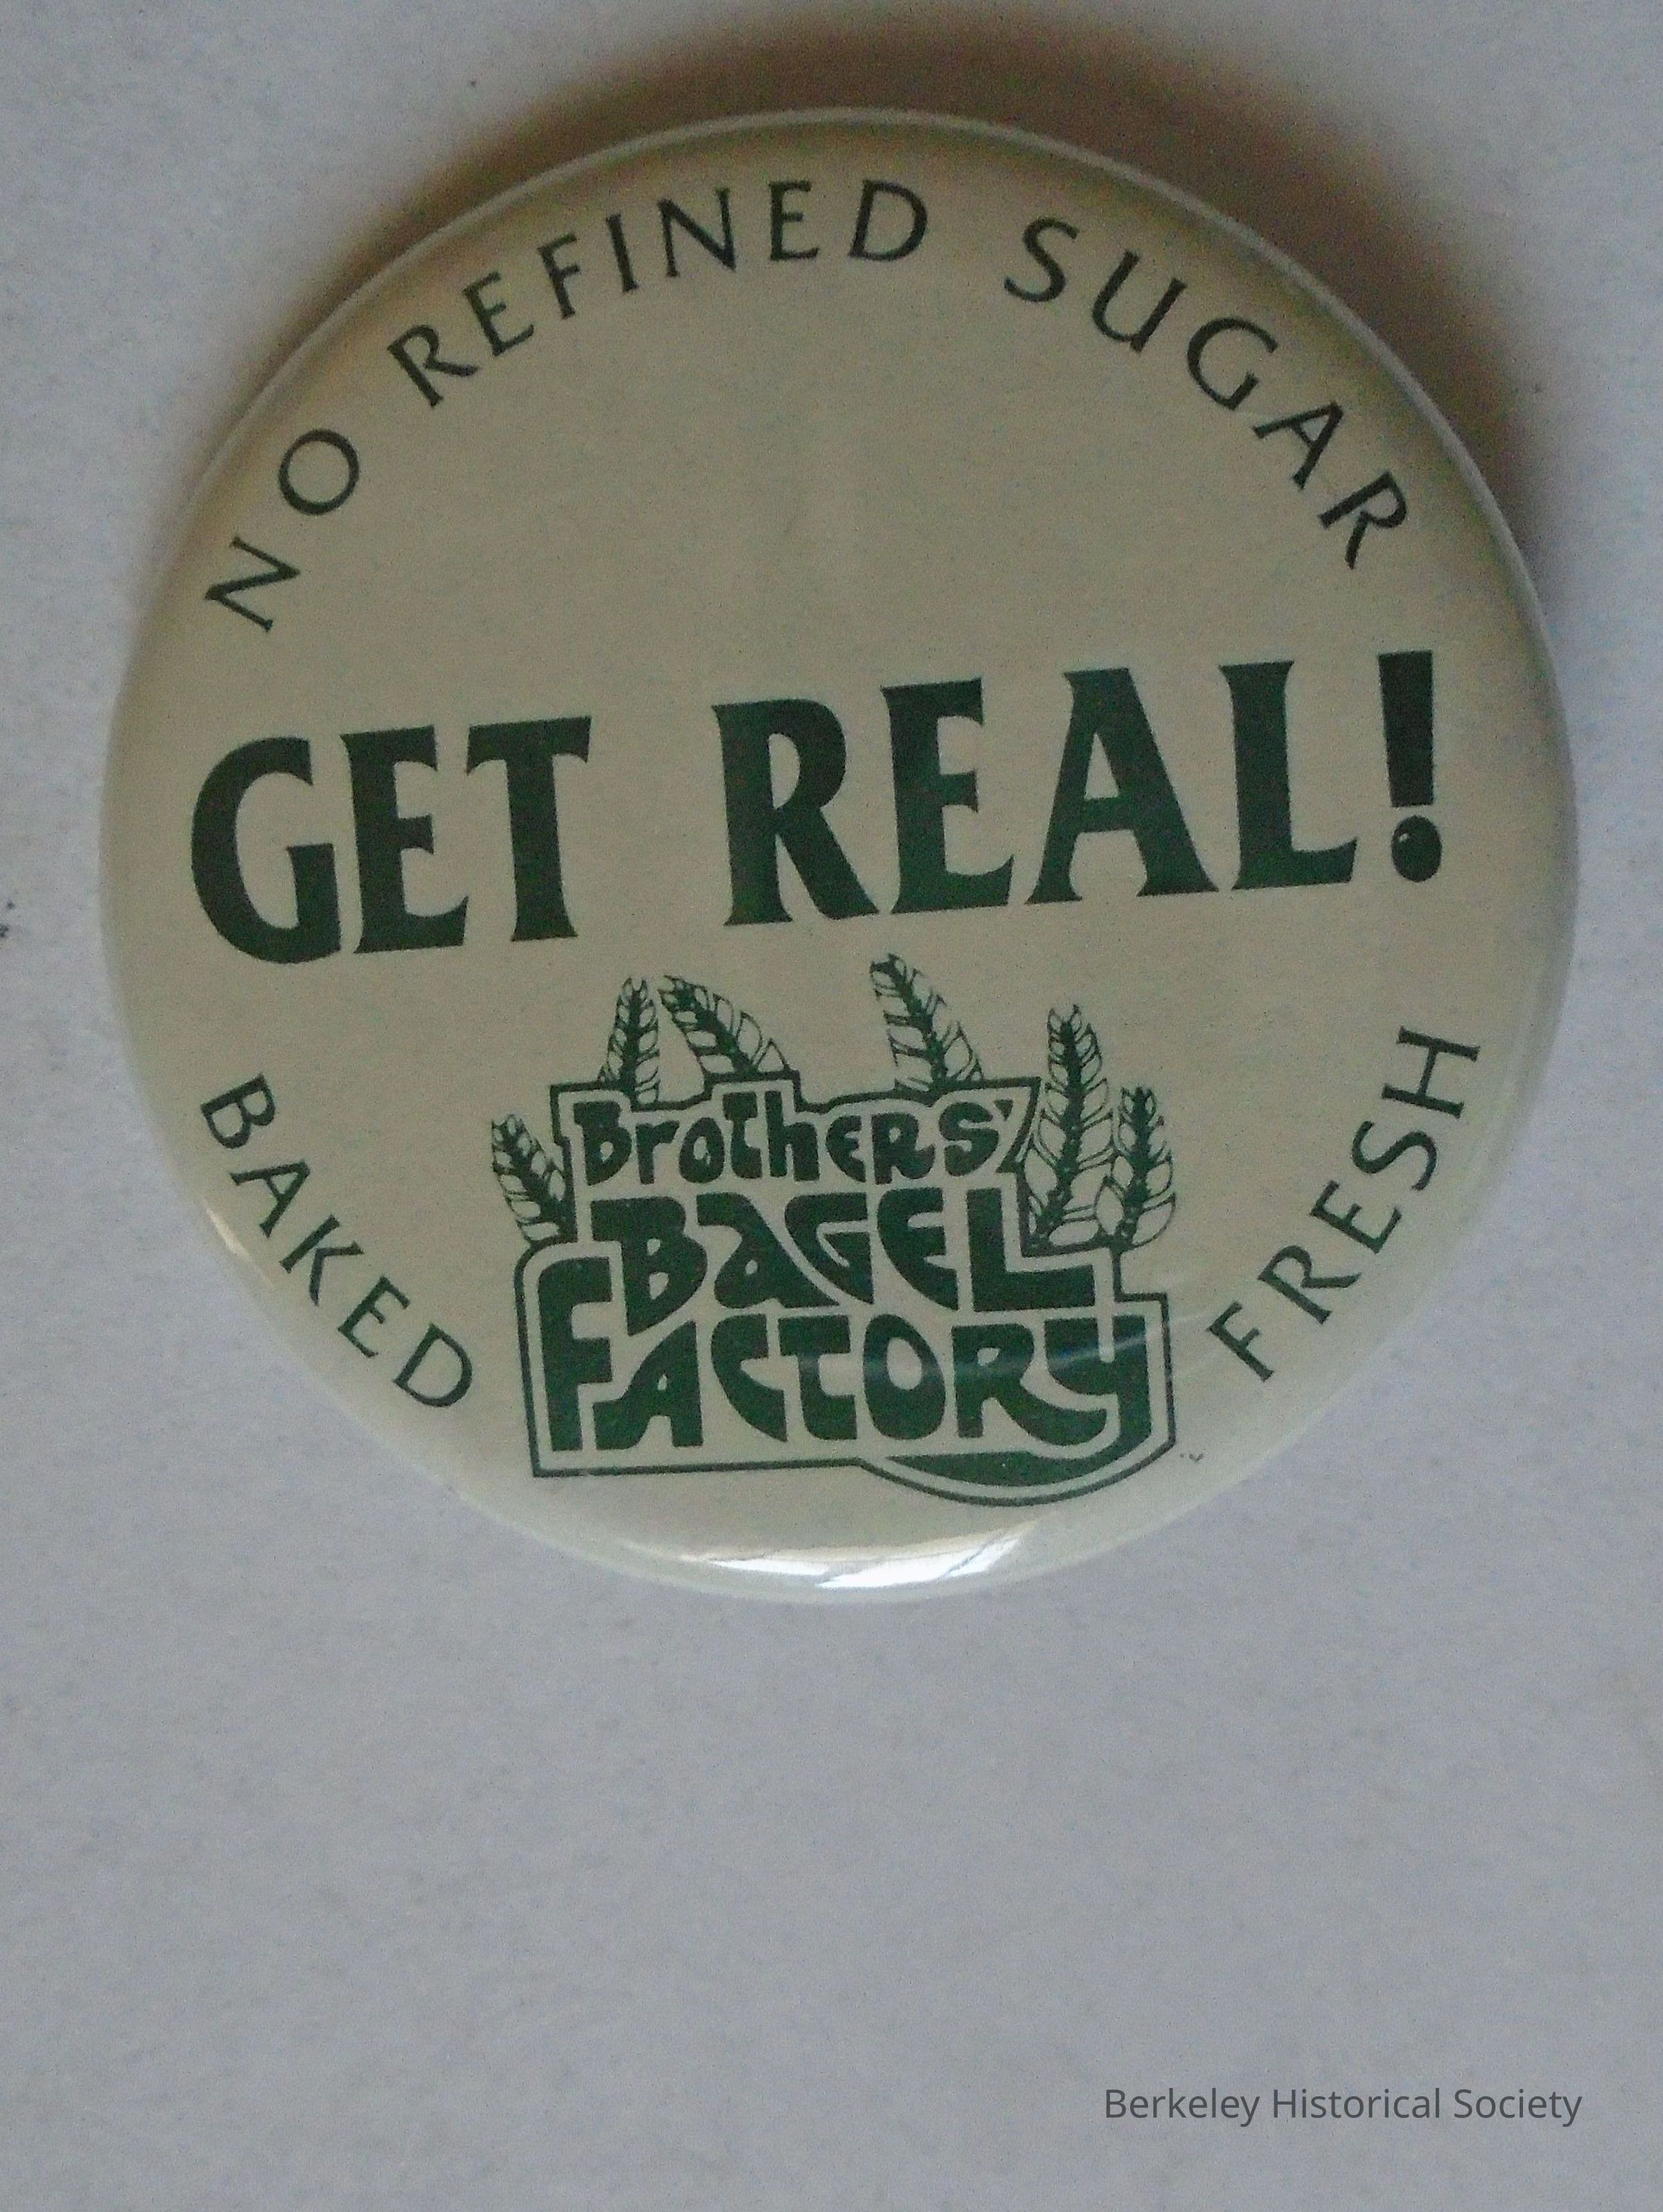 NO REFINED SUGAR
GET REAL!
BAKED FRESH
BrotHERS'
BAGEL
FACTORY
Berkeley Historical Society